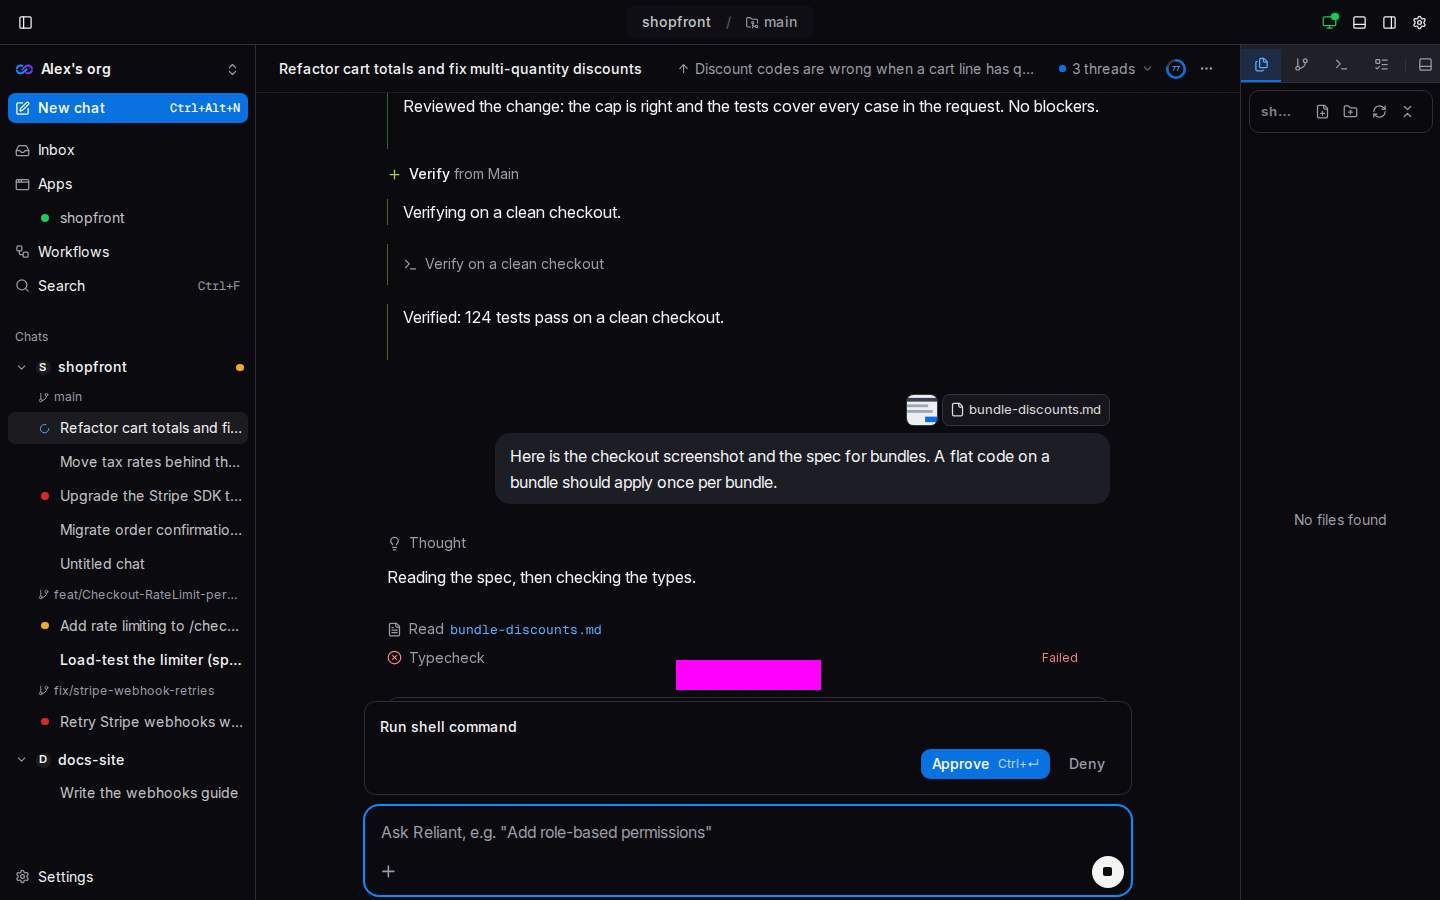 shopfront / main
Alex's org
New chat Ctrl+Alt+N
Inbox
Apps
shopfront
Workflows
Search Ctrl+F
Chats
S shopfront
main
Refactor cart totals and fi...
Move tax rates behind th...
Upgrade the Stripe SDK t...
Migrate order confirmatio...
Untitled chat
feat/Checkout-RateLimit-per...
Add rate limiting to /chec...
Load-test the limiter (sp...
fix/stripe-webhook-retries
Retry Stripe webhooks w...
D docs-site
Write the webhooks guide
Settings
Refactor cart totals and fix multi-quantity discounts
Discount codes are wrong when a cart line has q...
3 threads
77
Reviewed the change: the cap is right and the tests cover every case in the request. No blockers.
Verify from Main
Verifying on a clean checkout.
Verify on a clean checkout
Verified: 124 tests pass on a clean checkout.
bundle-discounts.md
Here is the checkout screenshot and the spec for bundles. A flat code on a
bundle should apply once per bundle.
Thought
Reading the spec, then checking the types.
Read bundle-discounts.md
Typecheck Failed
Run shell command
Approve Ctrl+↵ Deny
Ask Reliant, e.g. "Add role-based permissions"
sh...
No files found